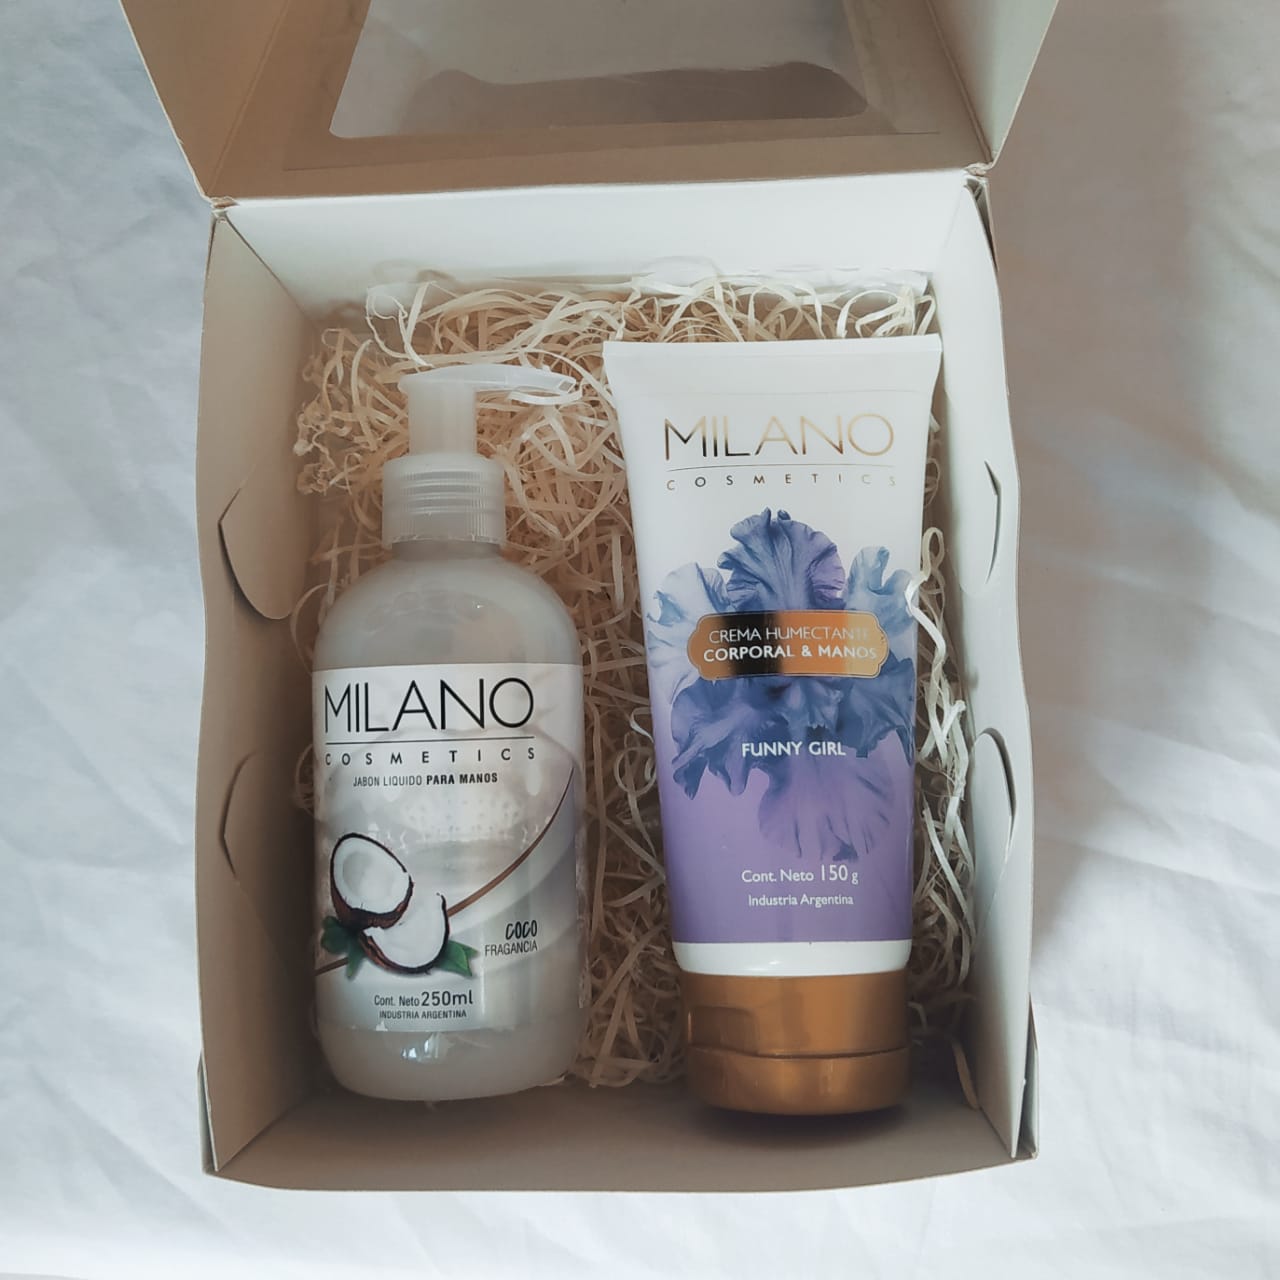 MILANO
COSMETICS
JABON LIQUIDO PARA MANOS
COCO
FRAGANCIA
Cont. Neto 250ml
INDUSTRIA ARGENTINA
MILANO
COSMETICS
CREMA HUMECTANTE
CORPORAL & MANOS
FUNNY GIRL
Cont. Neto 150 g
Industria Argentina